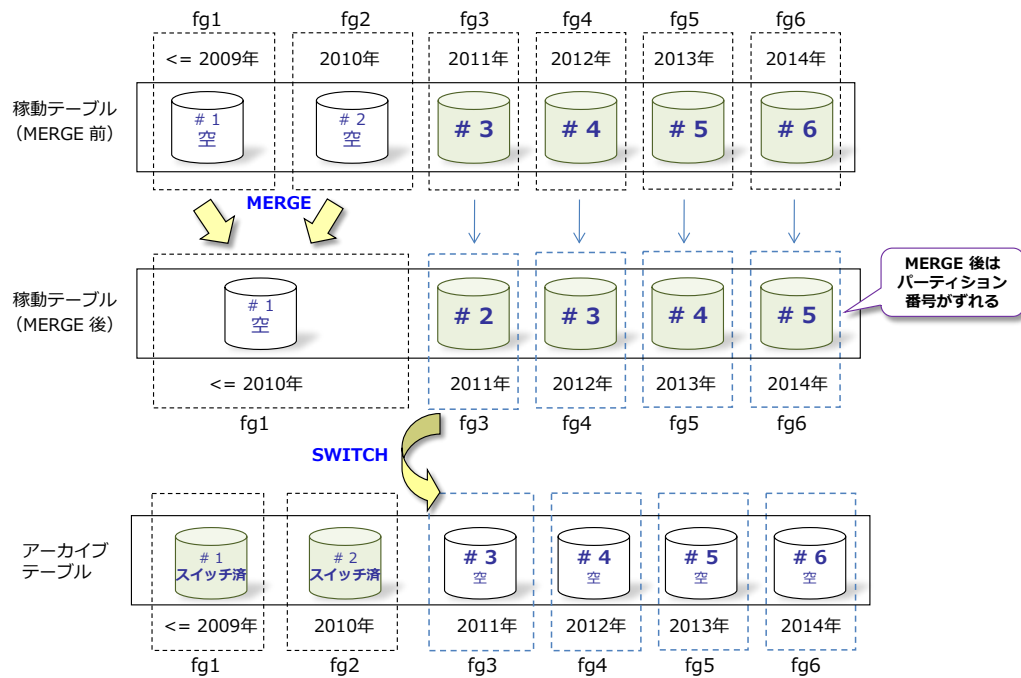 fg1 fg2 fg3 fg4 fg5 fg6
<= 2009年 2010年 2011年 2012年 2013年 2014年
稼動テーブル
（MERGE 前）
# 1
空
# 2
空
# 3
# 4
# 5
# 6
MERGE
MERGE 後は
パーティション
番号がずれる
稼動テーブル
（MERGE 後）
# 1
空
# 2
# 3
# 4
# 5
<= 2010年 2011年 2012年 2013年 2014年
fg1 fg3 fg4 fg5 fg6
SWITCH
アーカイブ
テーブル
# 1
スイッチ済
# 2
スイッチ済
# 3
空
# 4
空
# 5
空
# 6
空
<= 2009年 2010年 2011年 2012年 2013年 2014年
fg1 fg2 fg3 fg4 fg5 fg6